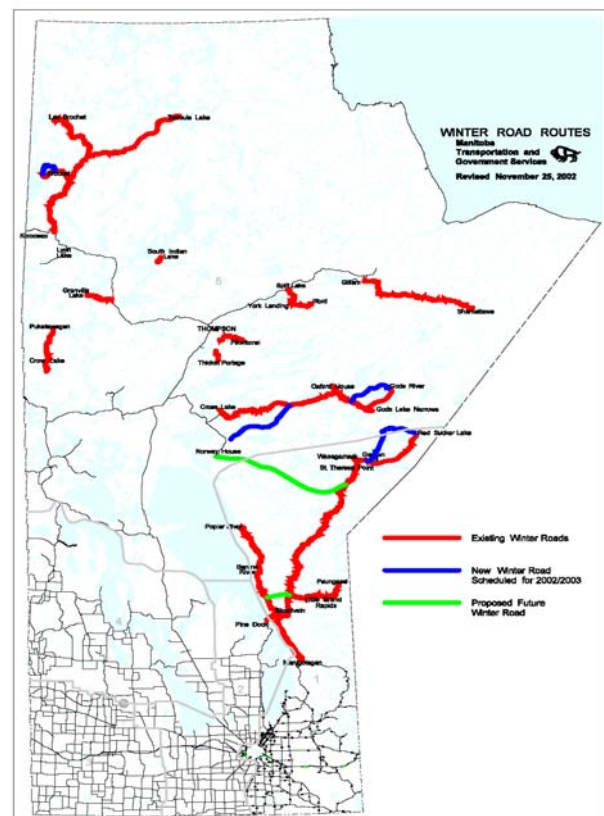 WINTER ROAD ROUTES
Manitoba
Transportation and
Government Services
Revised November 25, 2002
Lac Brochet
Tadoule Lake
Brochet
Kinoosao
Lynn
Lake
South Indian
Lake
5
Granville
Lake
Split Lake
York Landing
Ilford
Gillam
Shamattawa
Pukatawagan
THOMPSON
Pikwitonei
Thicket Portage
Cross Lake
Oxford House
Gods River
Cross Lake
Gods Lake Narrows
Norway House
Red Sucker Lake
Wasagamack
Garden
St. Theresa Point
Existing Winter Roads
Poplar River
New Winter Road
Scheduled for 2002/2003
Berens
River
Pauingassi
Little Grand
Rapids
Proposed Future
Winter Road
Bloodvein
4
Pine Dock
Manigotagan
2
1